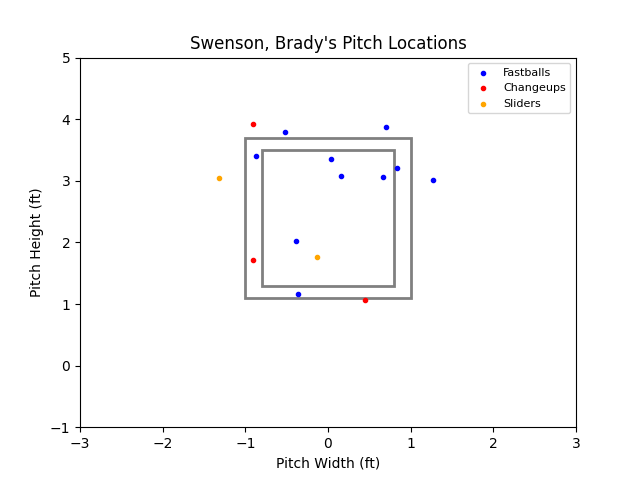 Swenson, Brady's Pitch Locations
Fastballs
Changeups
Sliders
5
4
3
2
1
0
−1
Pitch Height (ft)
−3 −2 −1 0 1 2 3
Pitch Width (ft)